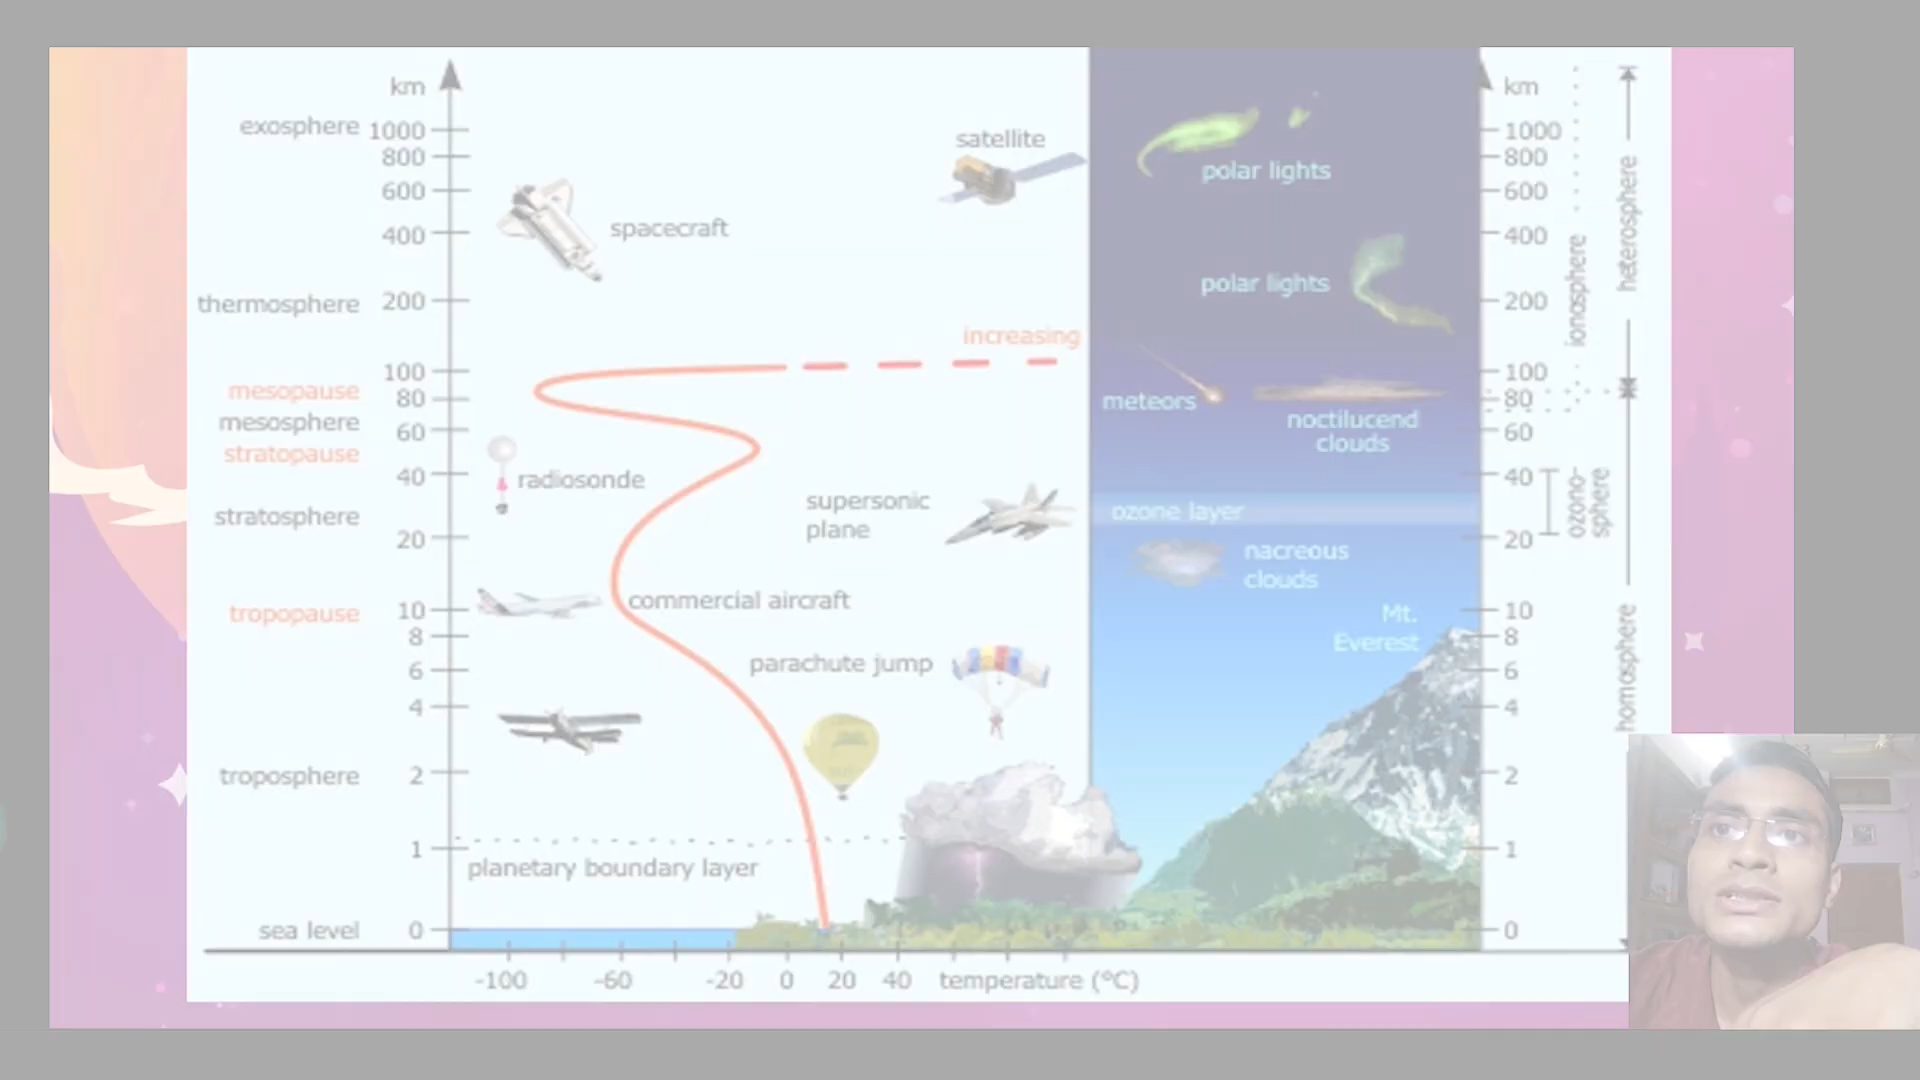 km
exosphere
1000
800
600
400
thermosphere
200
100
mesopause
80
mesosphere
60
stratopause
40
stratosphere
20
tropopause
10
8
6
4
troposphere
2
1
sea level
0
spacecraft
satellite
increasing
radiosonde
supersonic
plane
commercial aircraft
parachute jump
planetary boundary layer
-100
-60
-20
0
20
40
temperature (°C)
polar lights
polar lights
meteors
noctilucend
clouds
ozone layer
nacreous
clouds
Mt.
Everest
km
1000
800
600
400
200
100
80
60
40
20
10
8
6
4
2
1
0
ionosphere
ozono-
sphere
heterosphere
homosphere